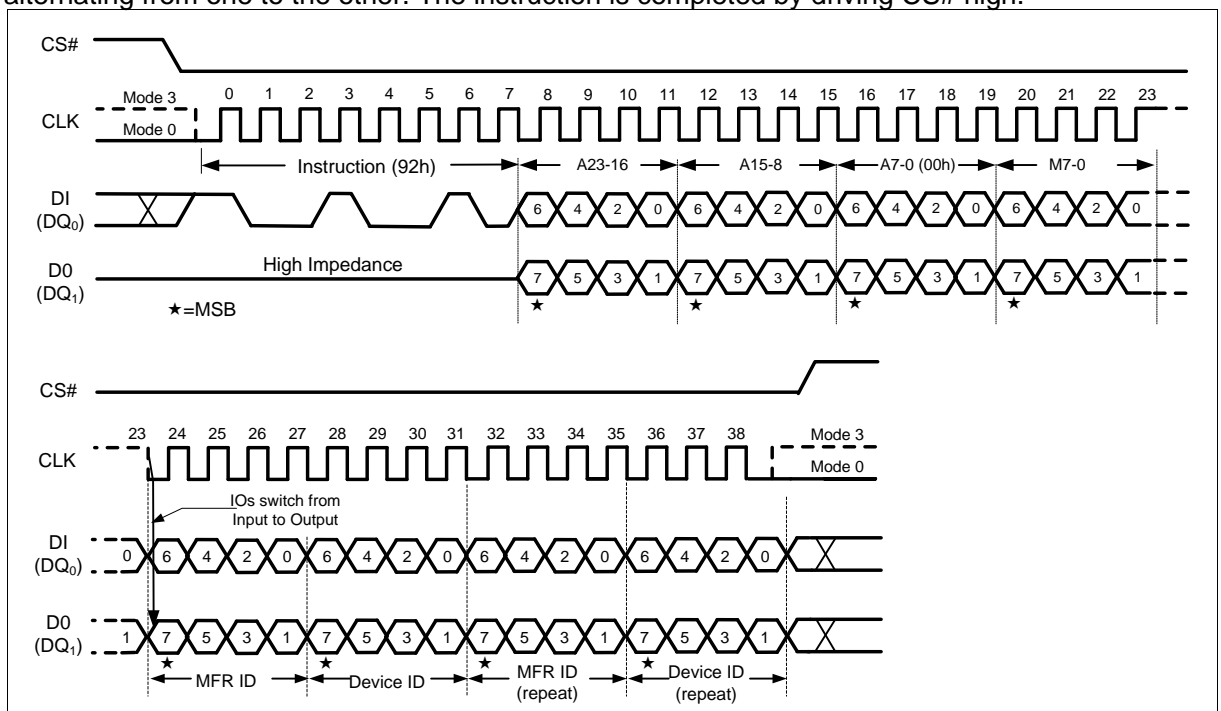 alternating from one to the other. The instruction is completed by driving CS# high.
CS#
Mode 3
0 1 2 3 4 5 6 7 8 9 10 11 12 13 14 15 16 17 18 19 20 21 22 23
CLK
Mode 0
Instruction (92h) A23-16 A15-8 A7-0 (00h) M7-0
DI
(DQ0)
6 4 2 0 6 4 2 0 6 4 2 0 6 4 2 0
High Impedance
D0
(DQ1)
7 5 3 1 7 5 3 1 7 5 3 1 7 5 3 1
★ ★ ★ ★
★=MSB
CS#
23 24 25 26 27 28 29 30 31 32 33 34 35 36 37 38
Mode 3
CLK
Mode 0
IOs switch from
Input to Output
DI
(DQ0)
0 6 4 2 0 6 4 2 0 6 4 2 0 6 4 2 0
D0
(DQ1)
1 7 5 3 1 7 5 3 1 7 5 3 1 7 5 3 1
★ ★ ★ ★
MFR ID Device ID MFR ID Device ID
(repeat) (repeat)